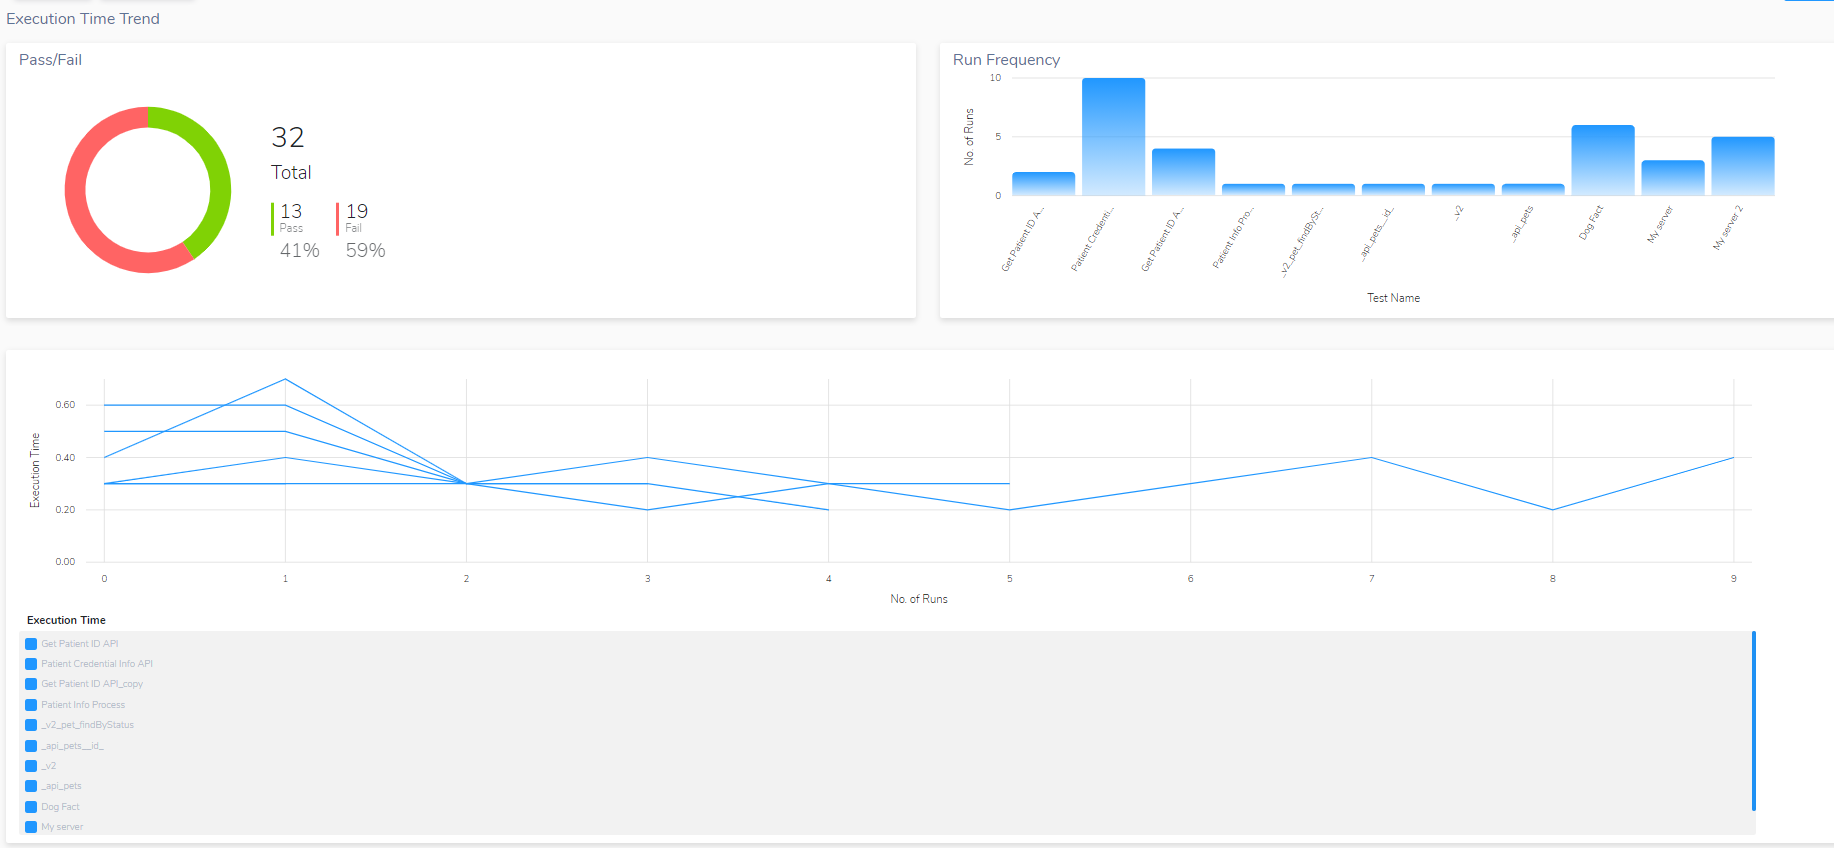 Execution Time Trend
Pass/Fail
32
Total
13
Pass
41%
19
Fail
59%
Run Frequency
10
5
0
No. of Runs
Get Patient ID A...
Patient Credenti...
Get Patient ID A...
Patient Info Pro...
_v2_pet_findBySt...
_api_pets__id_
_v2
_api_pets
Dog Fact
My server
My server 2
Test Name
0.60
0.40
0.20
0.00
Execution Time
0 1 2 3 4 5 6 7 8 9
No. of Runs
Execution Time
Get Patient ID API
Patient Credential Info API
Get Patient ID API_copy
Patient Info Process
_v2_pet_findByStatus
_api_pets__id_
_v2
_api_pets
Dog Fact
My server